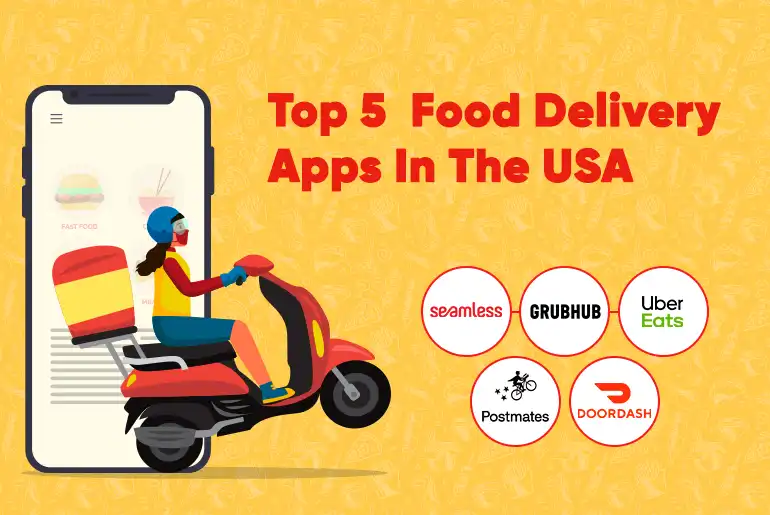 Top 5 Food Delivery
Apps In The USA
FAST FOOD
seamless
GRUBHUB
Uber
Eats
Postmates
DOORDASH